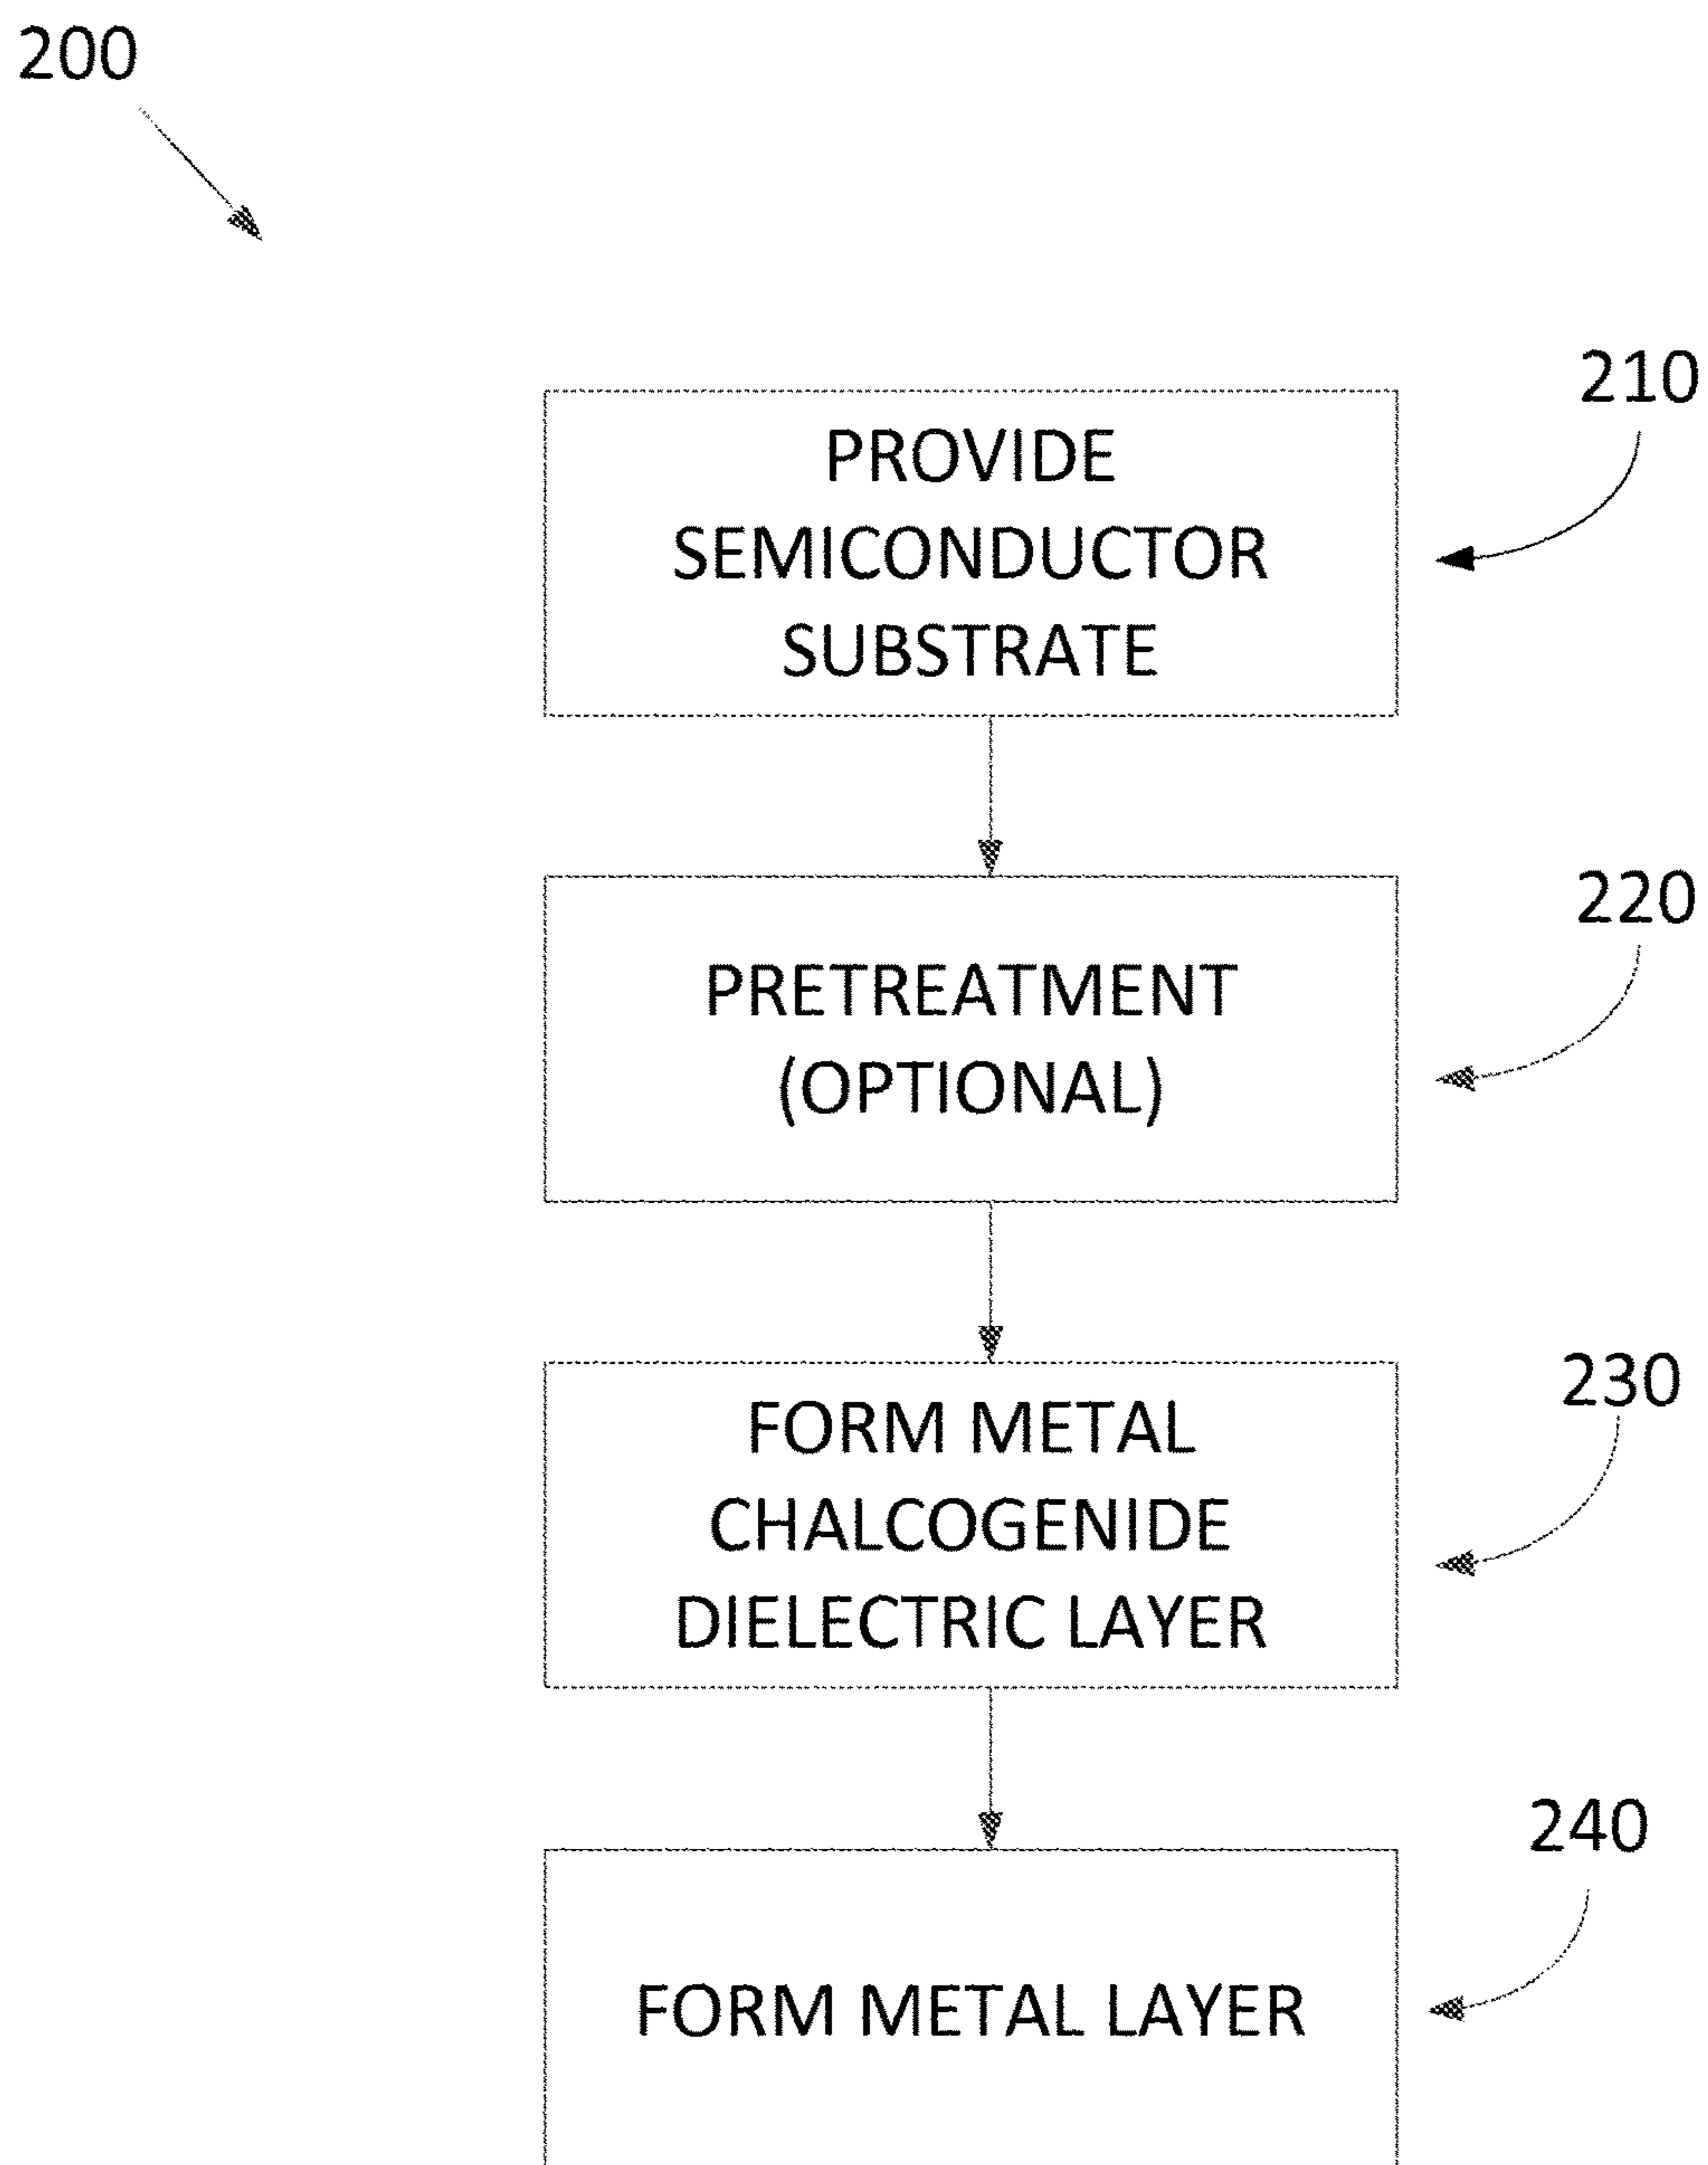 200
210
PROVIDE
SEMICONDUCTOR
SUBSTRATE
220
PRETREATMENT
(OPTIONAL)
230
FORM METAL
CHALCOGENIDE
DIELECTRIC LAYER
240
FORM METAL LAYER